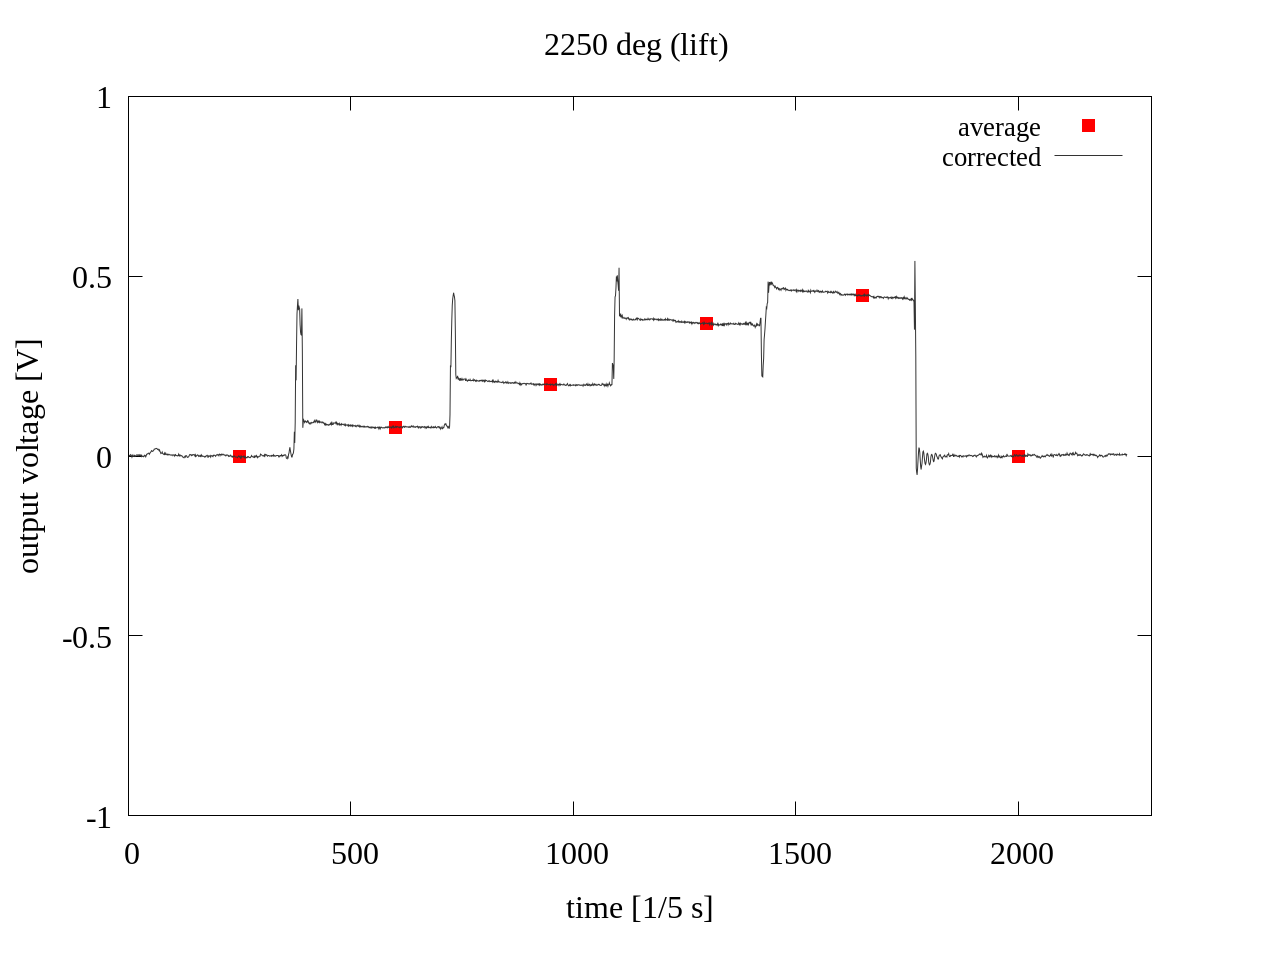 2250 deg (lift)
average
corrected
1
0.5
0
-0.5
-1
output voltage [V]
0 500 1000 1500 2000
time [1/5 s]